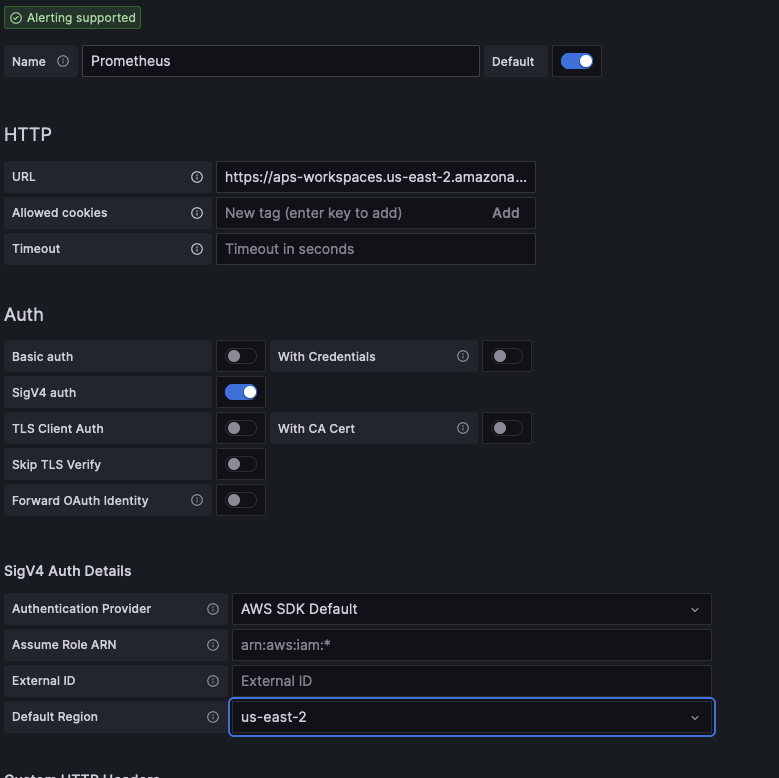 Alerting supported
Name Prometheus Default
HTTP
URL https://aps-workspaces.us-east-2.amazona...
Allowed cookies New tag (enter key to add) Add
Timeout Timeout in seconds
Auth
Basic auth With Credentials
SigV4 auth
TLS Client Auth With CA Cert
Skip TLS Verify
Forward OAuth Identity
SigV4 Auth Details
Authentication Provider AWS SDK Default
Assume Role ARN arn:aws:iam:*
External ID External ID
Default Region us-east-2
Custom HTTP Headers